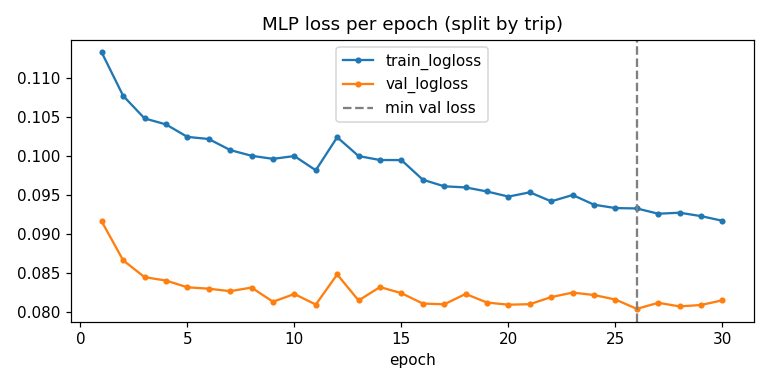 MLP loss per epoch (split by trip)
train_logloss
val_logloss
min val loss
0.110
0.105
0.100
0.095
0.090
0.085
0.080
0 5 10 15 20 25 30
epoch